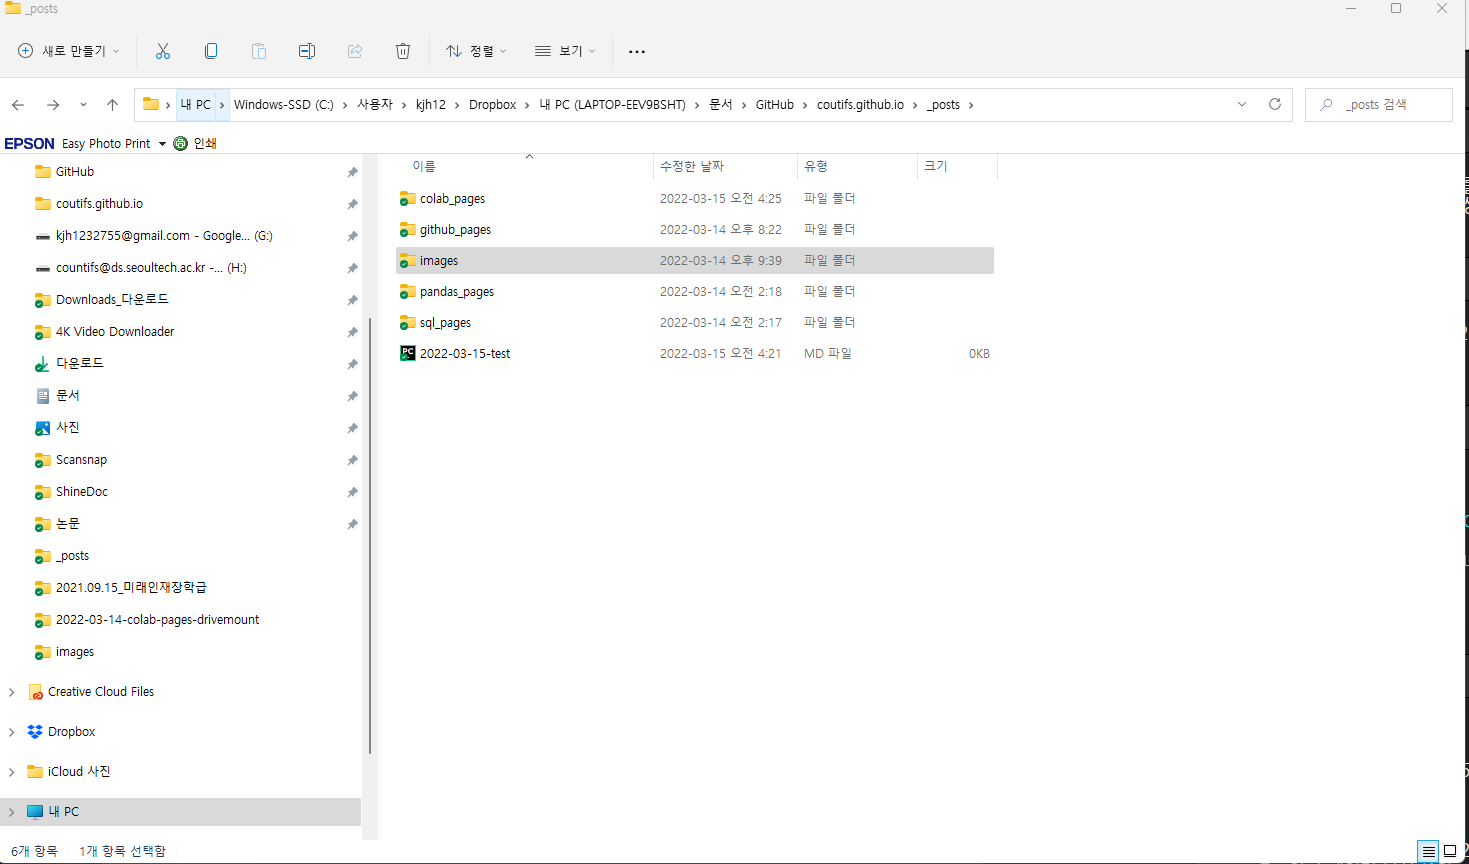 _posts
새로 만들기
정렬
보기
내 PC
Windows-SSD (C:)
사용자
kjh12
Dropbox
내 PC (LAPTOP-EEV9BSHT)
문서
GitHub
coutifs.github.io
_posts
_posts 검색
EPSON Easy Photo Print
인쇄
GitHub
coutifs.github.io
kjh1232755@gmail.com - Google... (G:)
countifs@ds.seoultech.ac.kr -... (H:)
Downloads_다운로드
4K Video Downloader
다운로드
문서
사진
Scansnap
ShineDoc
논문
_posts
2021.09.15_미래인재장학급
2022-03-14-colab-pages-drivemount
images
Creative Cloud Files
Dropbox
iCloud 사진
내 PC
이름 수정한 날짜 유형 크기
colab_pages 2022-03-15 오전 4:25 파일 폴더
github_pages 2022-03-14 오후 8:22 파일 폴더
images 2022-03-14 오후 9:39 파일 폴더
pandas_pages 2022-03-14 오전 2:18 파일 폴더
sql_pages 2022-03-14 오전 2:17 파일 폴더
PC 2022-03-15-test 2022-03-15 오전 4:21 MD 파일 0KB
6개 항목 1개 항목 선택함